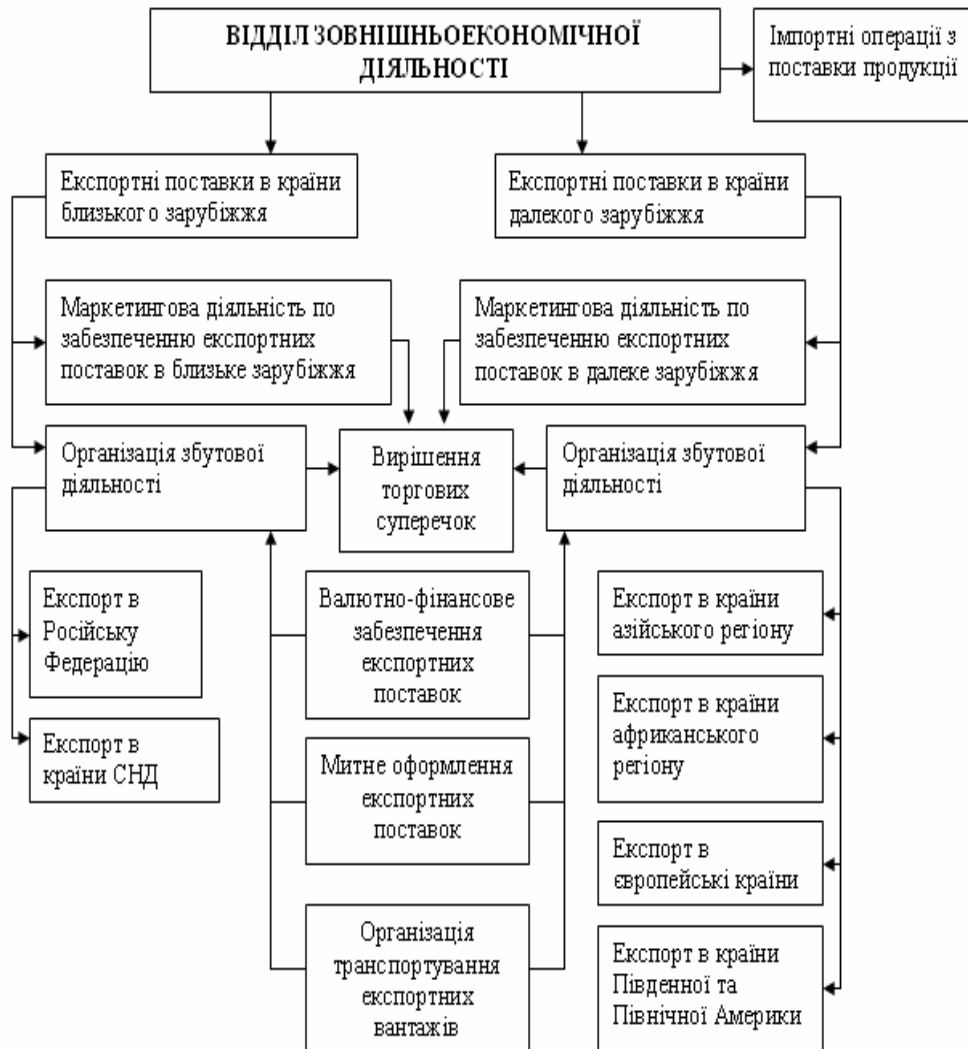 ВІДДІЛ ЗОВНІШНЬОЕКОНОМІЧНОЇ
ДІЯЛЬНОСТІ
Імпортні операції з
поставки продукції
Експортні поставки в країни
близького зарубіжжя
Експортні поставки в країни
далекого зарубіжжя
Маркетингова діяльність по
забезпеченню експортних
поставок в близьке зарубіжжя
Маркетингова діяльність по
забезпеченню експортних
поставок в далеке зарубіжжя
Організація збутової
діяльності
Вирішення
торгових
суперечок
Організація збутової
діяльності
Експорт в
Російську
Федерацію
Експорт в
країни СНД
Валютно-фінансове
забезпечення
експортних
поставок
Митне оформлення
експортних
поставок
Організація
транспортування
експортних
вантажів
Експорт в країни
азійського регіону
Експорт в країни
африканського
регіону
Експорт в
європейські країни
Експорт в країни
Південної та
Північної Америки